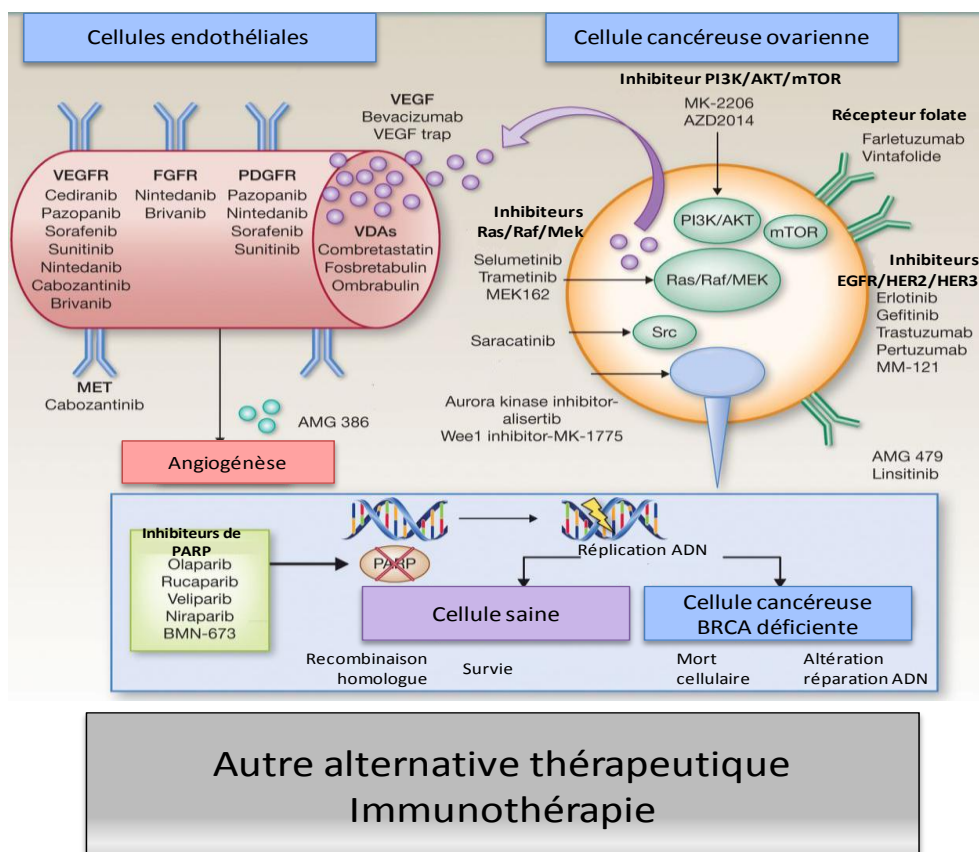 Cellules endothéliales
Cellule cancéreuse ovarienne
VEGF
Bevacizumab
VEGF trap
VEGFR
Cediranib
Pazopanib
Sorafenib
Sunitinib
Nintedanib
Cabozantinib
Brivanib
FGFR
Nintedanib
Brivanib
PDGFR
Pazopanib
Nintedanib
Sorafenib
Sunitinib
VDAs
Combretastatin
Fosbretabulin
Ombrabulin
MET
Cabozantinib
AMG 386
Angiogénèse
Inhibiteur PI3K/AKT/mTOR
MK-2206
AZD2014
Récepteur folate
Farletuzumab
Vintafolide
Inhibiteurs
Ras/Raf/Mek
Selumetinib
Trametinib
MEK162
PI3K/AKT
mTOR
Ras/Raf/MEK
Src
Saracatinib
Inhibiteurs
EGFR/HER2/HER3
Erlotinib
Gefitinib
Trastuzumab
Pertuzumab
MM-121
Aurora kinase inhibitor-
alisertib
Wee1 inhibitor-MK-1775
AMG 479
Linsitinib
Inhibiteurs de
PARP
Olaparib
Rucaparib
Veliparib
Niraparib
BMN-673
PARP
Réplication ADN
Cellule saine
Cellule cancéreuse
BRCA déficiente
Recombinaison
homologue
Survie
Mort
cellulaire
Altération
réparation ADN
Autre alternative thérapeutique
Immunothérapie